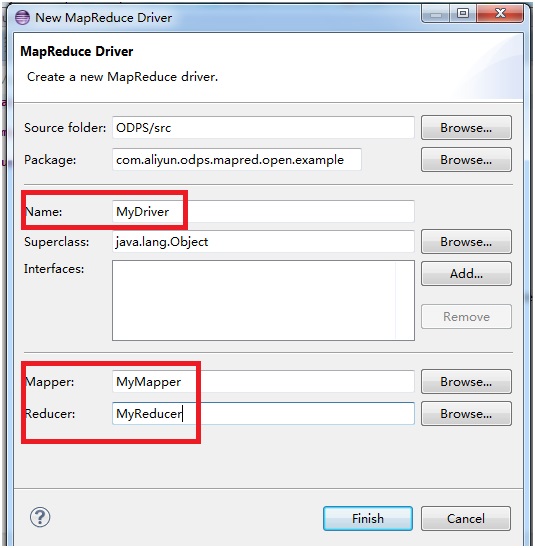 New MapReduce Driver
MapReduce Driver
Create a new MapReduce driver.
Source folder: ODPS/src Browse...
Package: com.aliyun.odps.mapred.open.example Browse...
Name: MyDriver
Superclass: java.lang.Object Browse...
Interfaces: Add...
Remove
Mapper: MyMapper Browse...
Reducer: MyReducer Browse...
? Finish Cancel